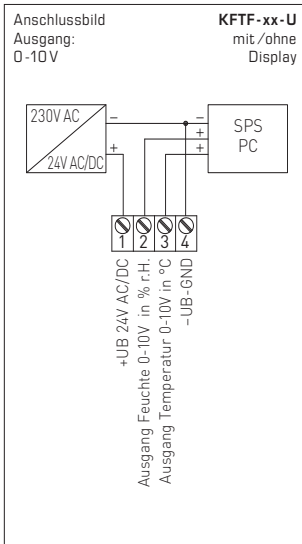 Anschlussbild KFTF-xx-U
Ausgang: mit / ohne
0-10 V Display
230V AC
24V AC/DC
−
+
−
+
+
SPS
PC
1 2 3 4
+UB 24V AC/DC
Ausgang Feuchte 0-10V in % r.H.
Ausgang Temperatur 0-10V in °C
−UB-GND